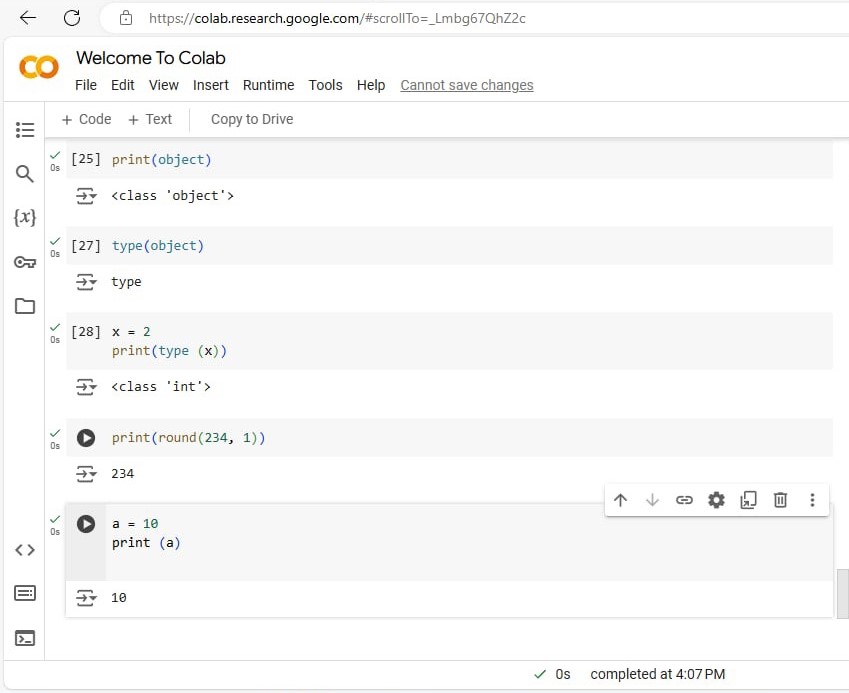 https://colab.research.google.com/#scrollTo=_Lmbg67QhZ2c
Welcome To Colab
File Edit View Insert Runtime Tools Help Cannot save changes
+ Code + Text Copy to Drive
[25] print(object)
0s
<class 'object'>
{x}
[27] type(object)
0s
type
[28] x = 2
0s
print(type (x))
<class 'int'>
print(round(234, 1))
0s
234
a = 10
0s
print (a)
10
0s completed at 4:07 PM